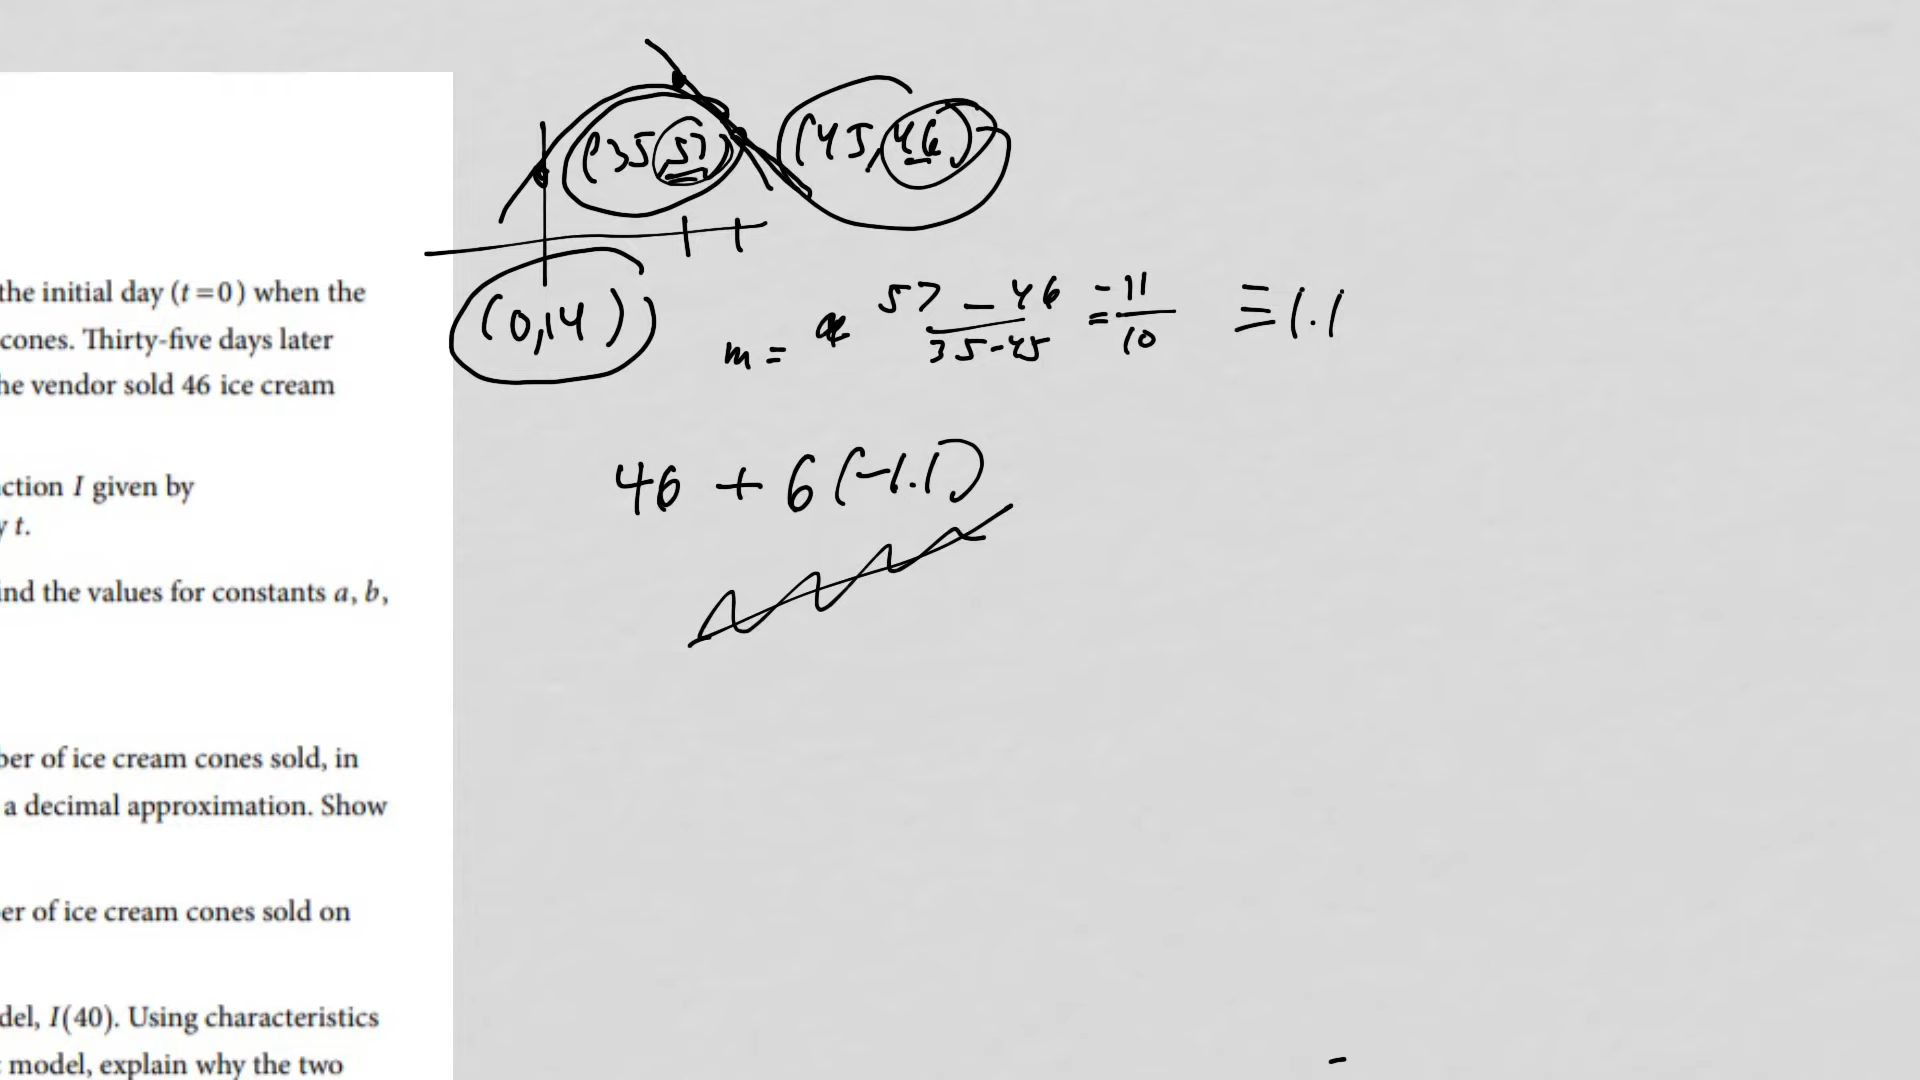 (35,57) (45,46)
the initial day (t=0) when the
cones. Thirty-five days later
he vendor sold 46 ice cream
(0,14)
m = 57 - 46 / 35-45 = -11 / 10 = -1.1
ction I given by
y t.
46 + 6(-1.1)
ind the values for constants a, b,
ber of ice cream cones sold, in
a decimal approximation. Show
er of ice cream cones sold on
del, I(40). Using characteristics
model, explain why the two